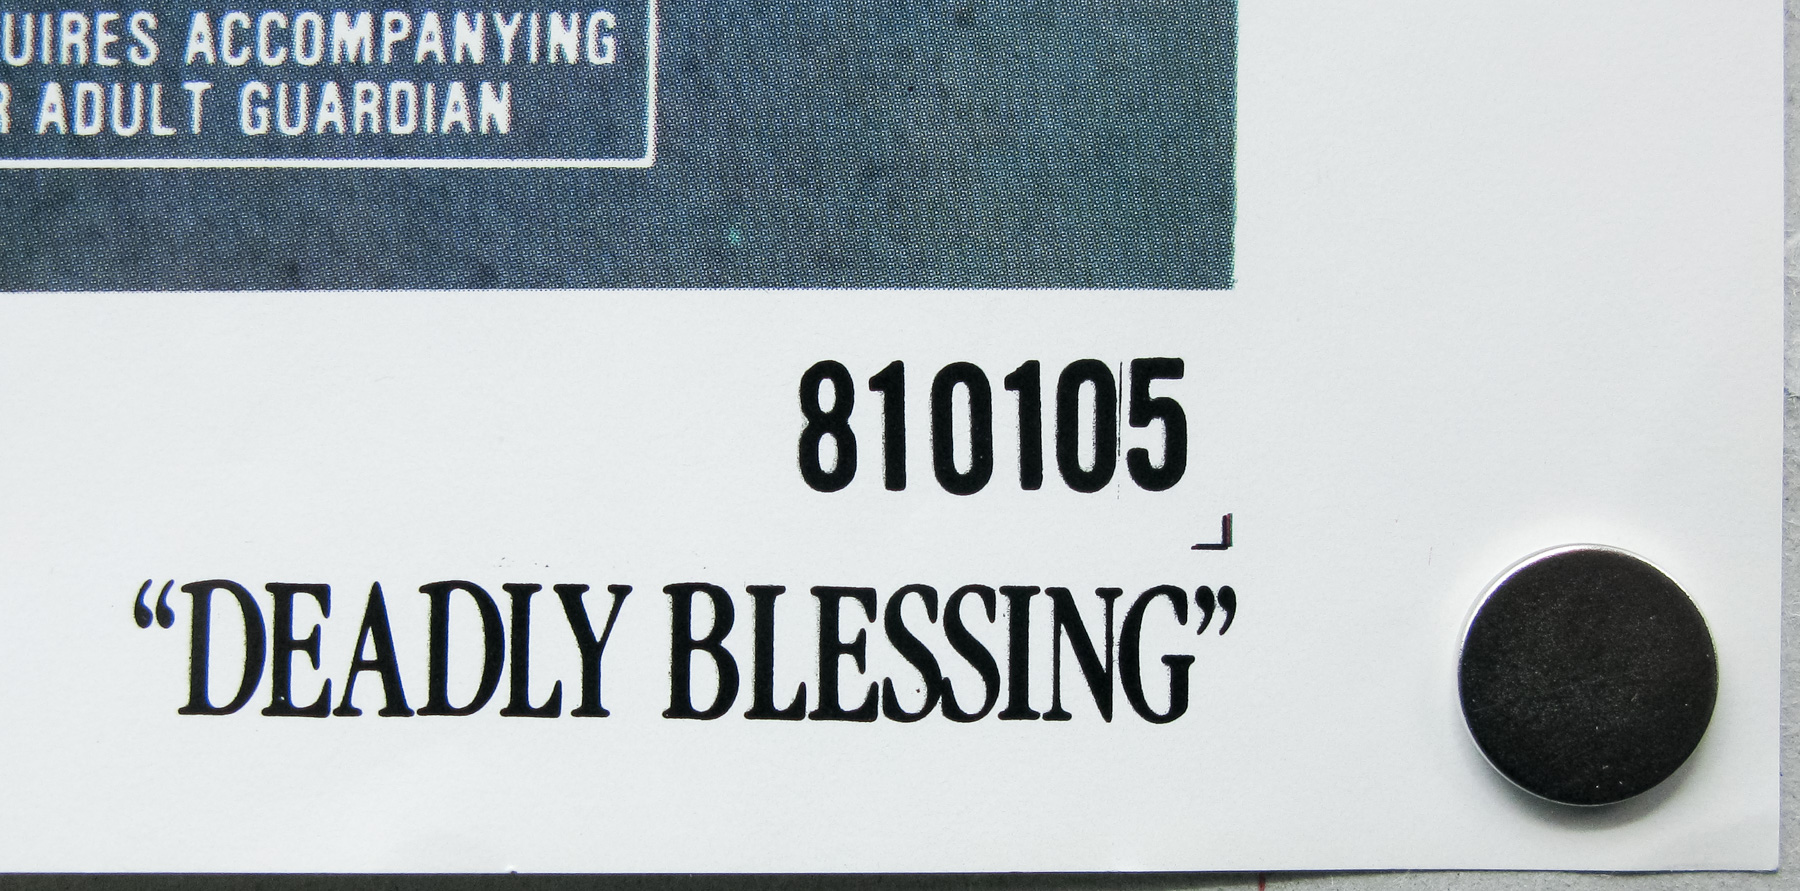 UIRES ACCOMPANYING
R ADULT GUARDIAN
810105
“DEADLY BLESSING”